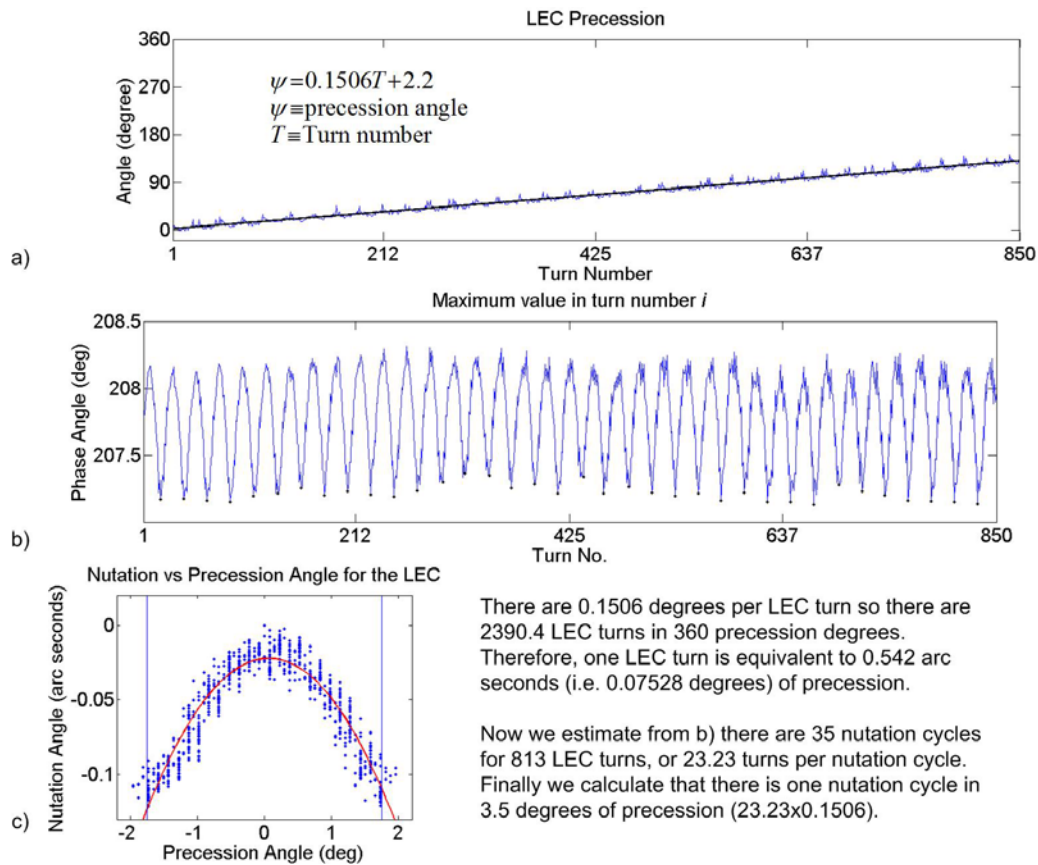 LEC Precession
360
270
180
90
0
Angle (degree)
ψ=0.1506T+2.2
ψ≡precession angle
T≡Turn number
1 212 425 637 850
Turn Number
a)
Maximum value in turn number i
208.5
208
207.5
Phase Angle (deg)
1 212 425 637 850
Turn No.
b)
Nutation vs Precession Angle for the LEC
0
-0.05
-0.1
Nutation Angle (arc seconds)
-2 -1 0 1 2
Precession Angle (deg)
c)
There are 0.1506 degrees per LEC turn so there are
2390.4 LEC turns in 360 precession degrees.
Therefore, one LEC turn is equivalent to 0.542 arc
seconds (i.e. 0.07528 degrees) of precession.
Now we estimate from b) there are 35 nutation cycles
for 813 LEC turns, or 23.23 turns per nutation cycle.
Finally we calculate that there is one nutation cycle in
3.5 degrees of precession (23.23x0.1506).